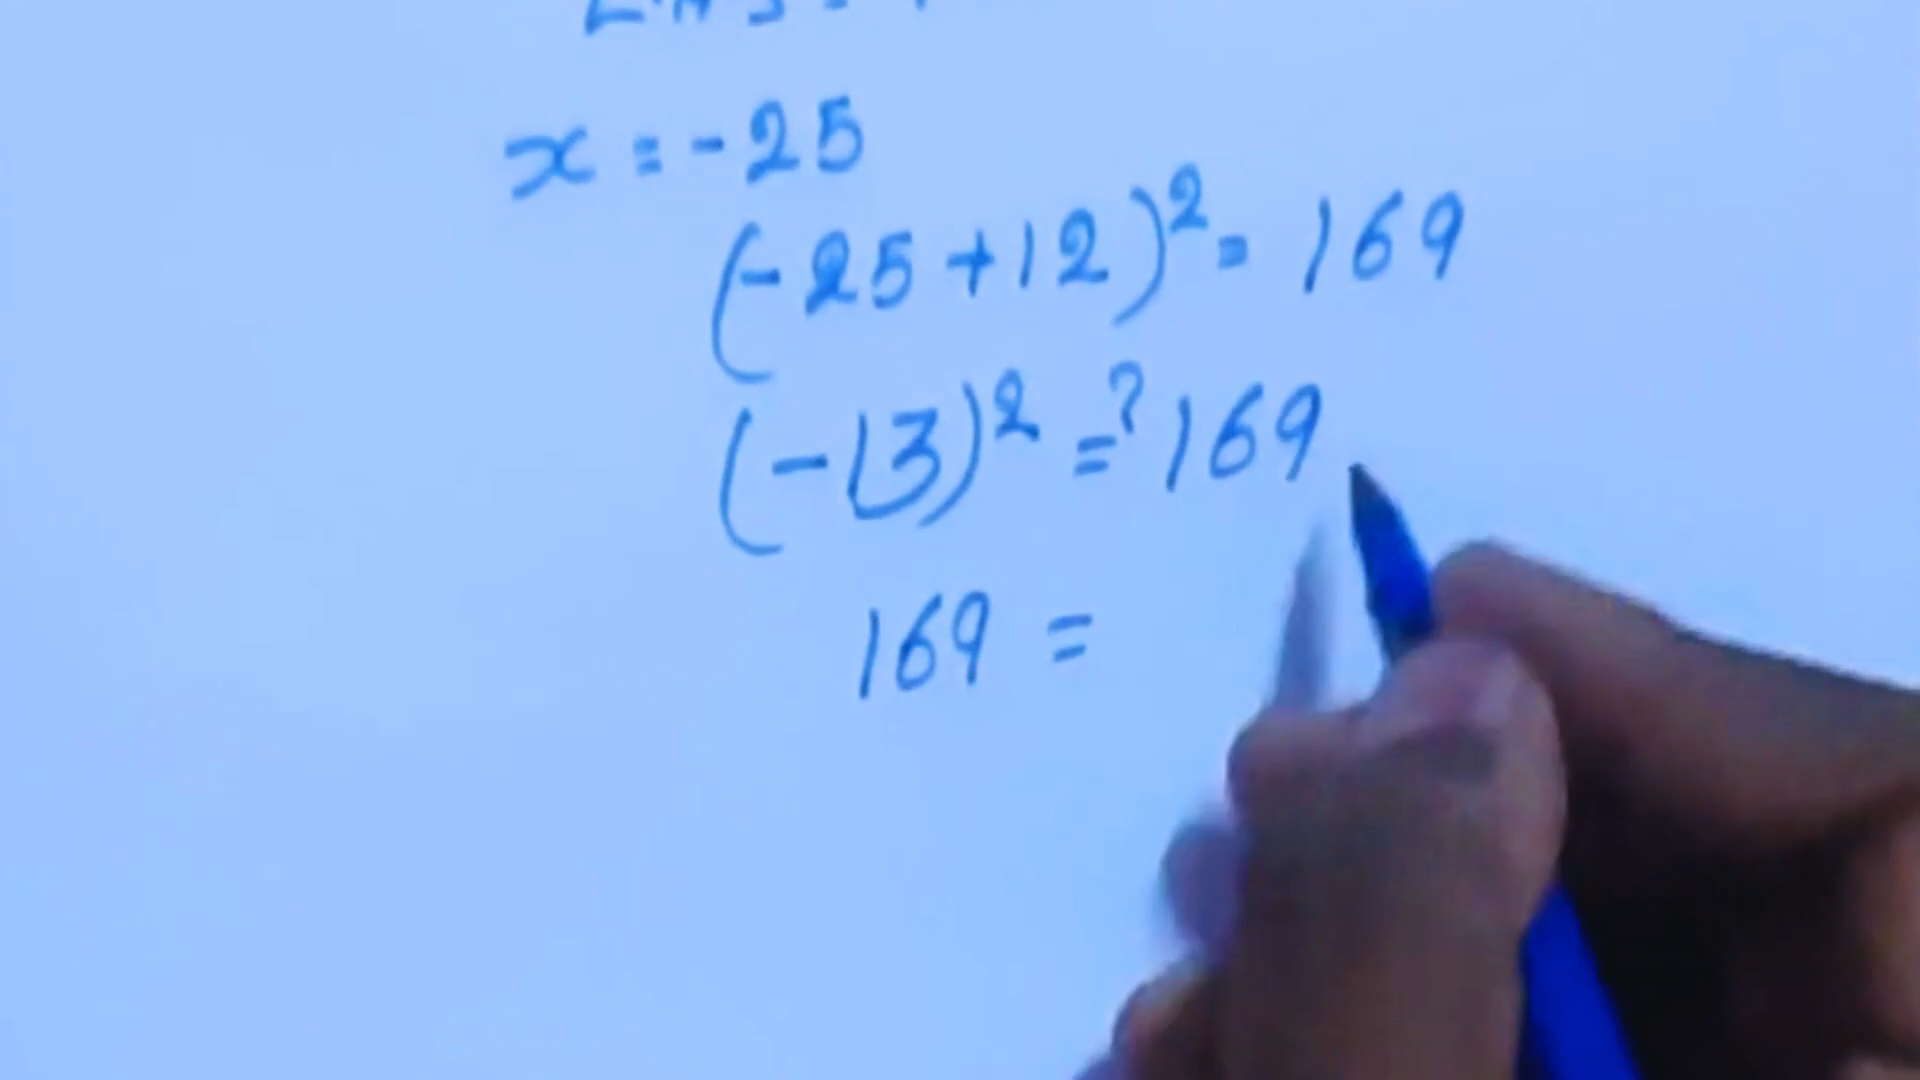 x = -25
(-25+12)² = 169
(-13)² =? 169
169 =